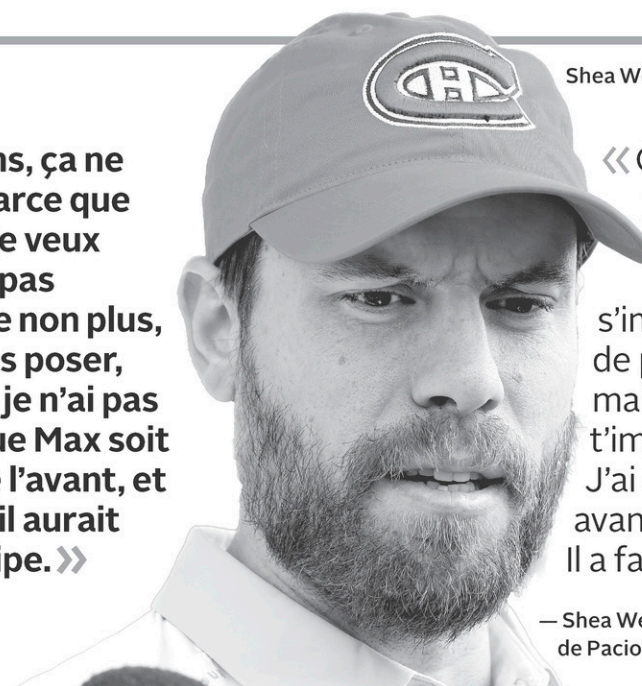 ns, ça ne
arce que
e veux
pas
e non plus,
s poser,
je n’ai pas
ue Max soit
e l’avant, et
il aurait
ipe. »
Shea We
«
s’in
de
ma
t’im
J’ai
avan
Il a fa
— Shea We
de Pacio